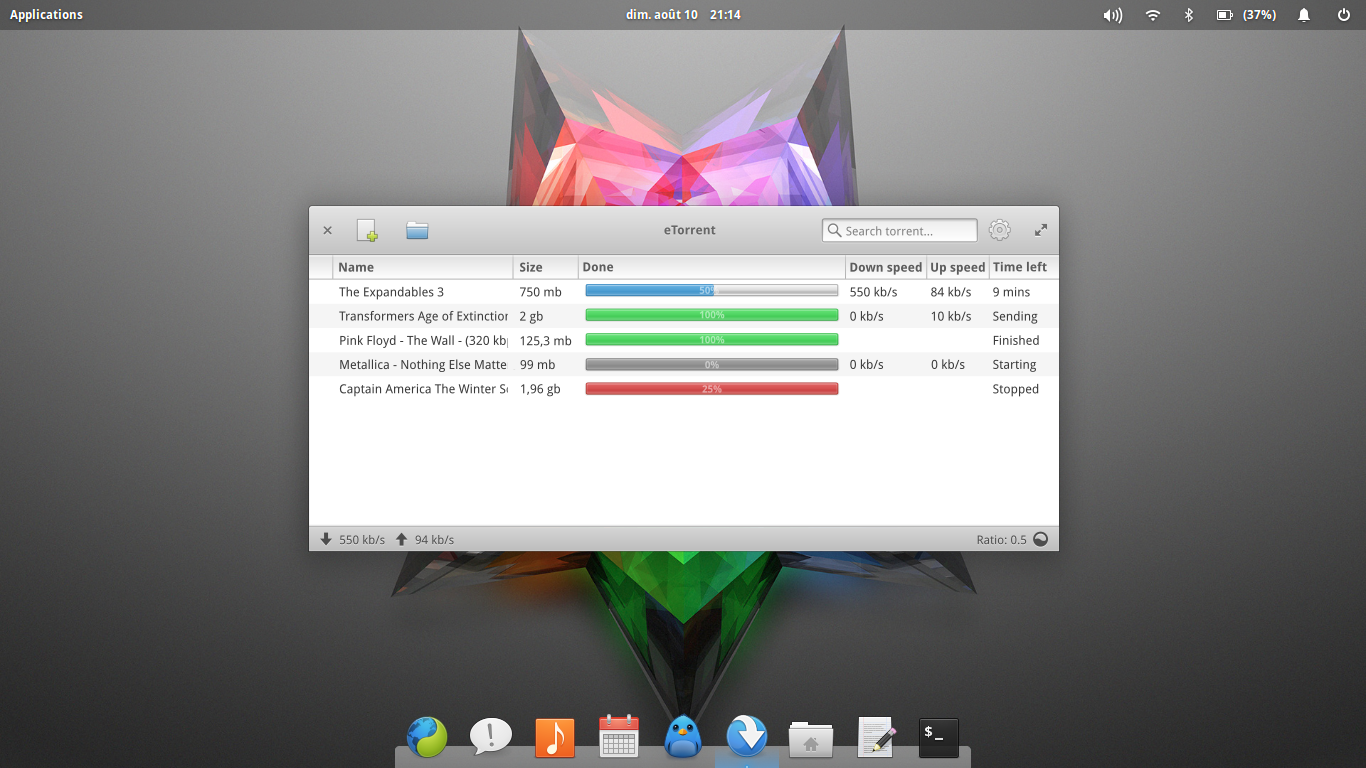 Applications dim. août 10 21:14 (37%)
eTorrent Search torrent...
Name Size Done Down speed Up speed Time left
The Expandables 3 750 mb 50% 550 kb/s 84 kb/s 9 mins
Transformers Age of Extinction 2 gb 100% 0 kb/s 10 kb/s Sending
Pink Floyd - The Wall - (320 kb 125,3 mb 100% Finished
Metallica - Nothing Else Matte 99 mb 0% 0 kb/s 0 kb/s Starting
Captain America The Winter S 1,96 gb 25% Stopped
550 kb/s 94 kb/s Ratio: 0.5
$_